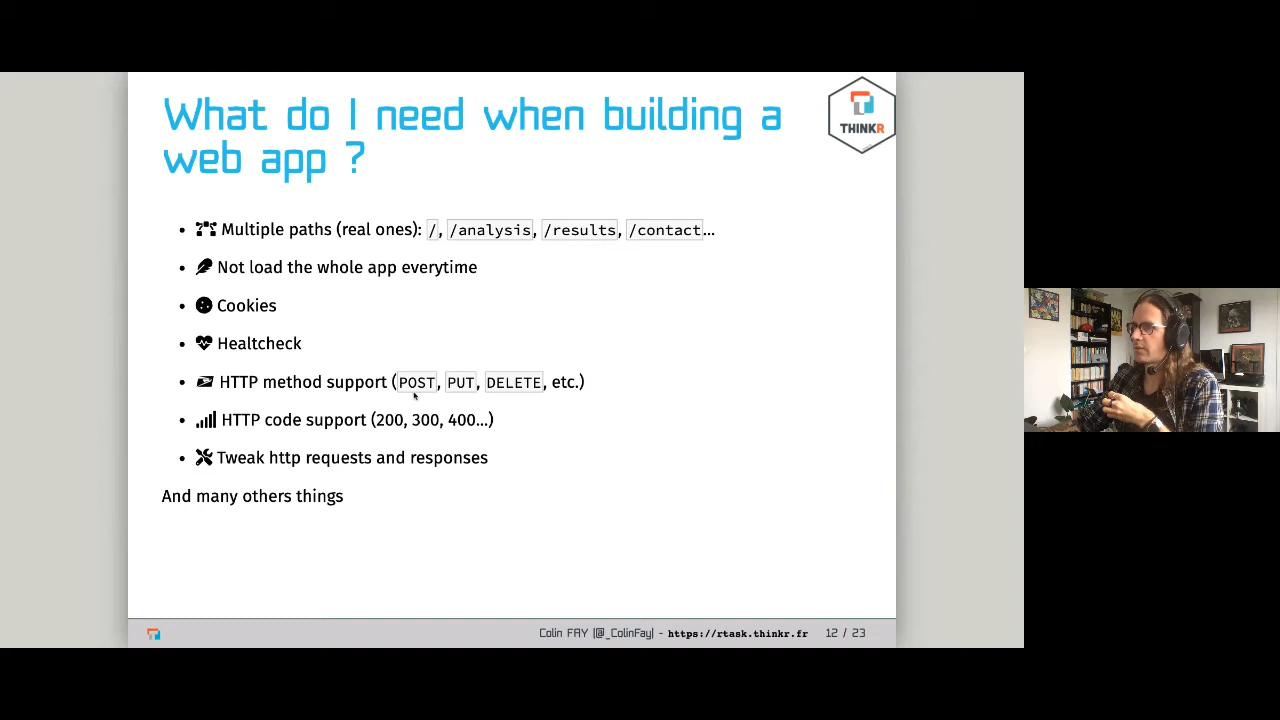 What do I need when building a
web app ?
THINKR
Multiple paths (real ones): /, /analysis, /results, /contact...
Not load the whole app everytime
Cookies
Healtcheck
HTTP method support (POST, PUT, DELETE, etc.)
HTTP code support (200, 300, 400...)
Tweak http requests and responses
And many others things
Colin FAY (@_ColinFay) - https://rtask.thinkr.fr 12 / 23